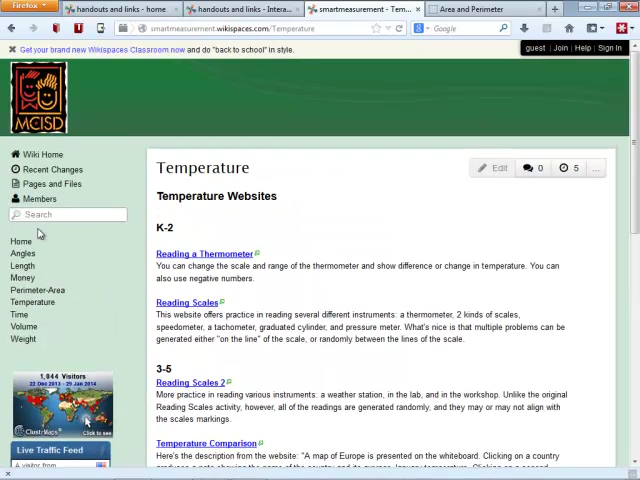 Firefox
handouts and links - home
handouts and links - Intera...
smartmeasurement - Tem...
Area and Perimeter
smartmeasurement.wikispaces.com/Temperature
Google
Get your brand new Wikispaces Classroom now and do "back to school" in style.
guest | Join | Help | Sign In
MCISD
Wiki Home
Recent Changes
Pages and Files
Members
Search
Home
Angles
Length
Money
Perimeter-Area
Temperature
Time
Volume
Weight
1,044 Visitors
22 Dec 2013 - 29 Jan 2014
ClustrMaps
Click to see
Live Traffic Feed
A visitor from
Temperature
Edit
0
5
...
Temperature Websites
K-2
Reading a Thermometer
You can change the scale and range of the thermometer and show difference or change in temperature. You can
also use negative numbers.
Reading Scales
This website offers practice in reading several different instruments: a thermometer, 2 kinds of scales,
speedometer, a tachometer, graduated cylinder, and pressure meter. What's nice is that multiple problems can be
generated either "on the line" of the scale, or randomly between the lines of the scale.
3-5
Reading Scales 2
More practice in reading various instruments: a weather station, in the lab, and in the workshop. Unlike the original
Reading Scales activity, however, all of the readings are generated randomly, and they may or may not align with
the scales markings.
Temperature Comparison
Here's the description from the website: "A map of Europe is presented on the whiteboard. Clicking on a country